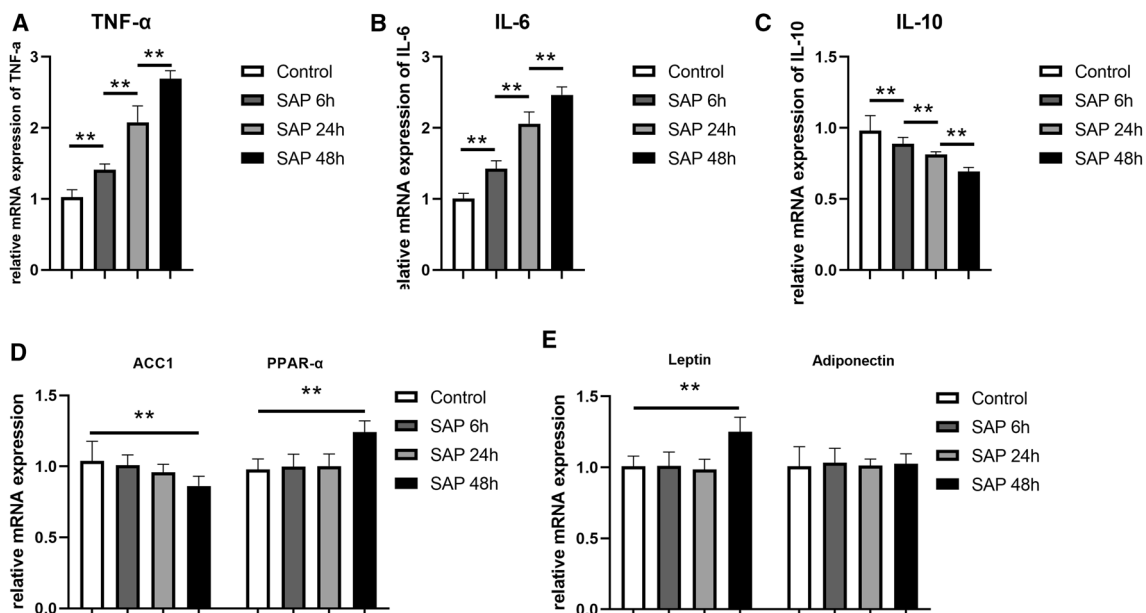 A
TNF-α
relative mRNA expression of TNF-a
3
2
1
0
**
**
**
Control
SAP 6h
SAP 24h
SAP 48h
B
IL-6
relative mRNA expression of IL-6
3
2
1
0
**
**
**
Control
SAP 6h
SAP 24h
SAP 48h
C
IL-10
relative mRNA expression of IL-10
1.5
1.0
0.5
0.0
**
**
**
Control
SAP 6h
SAP 24h
SAP 48h
D
ACC1
PPAR-α
relative mRNA expression
1.5
1.0
0.5
0.0
**
**
Control
SAP 6h
SAP 24h
SAP 48h
E
Leptin
Adiponectin
relative mRNA expression
1.5
1.0
0.5
0.0
**
Control
SAP 6h
SAP 24h
SAP 48h